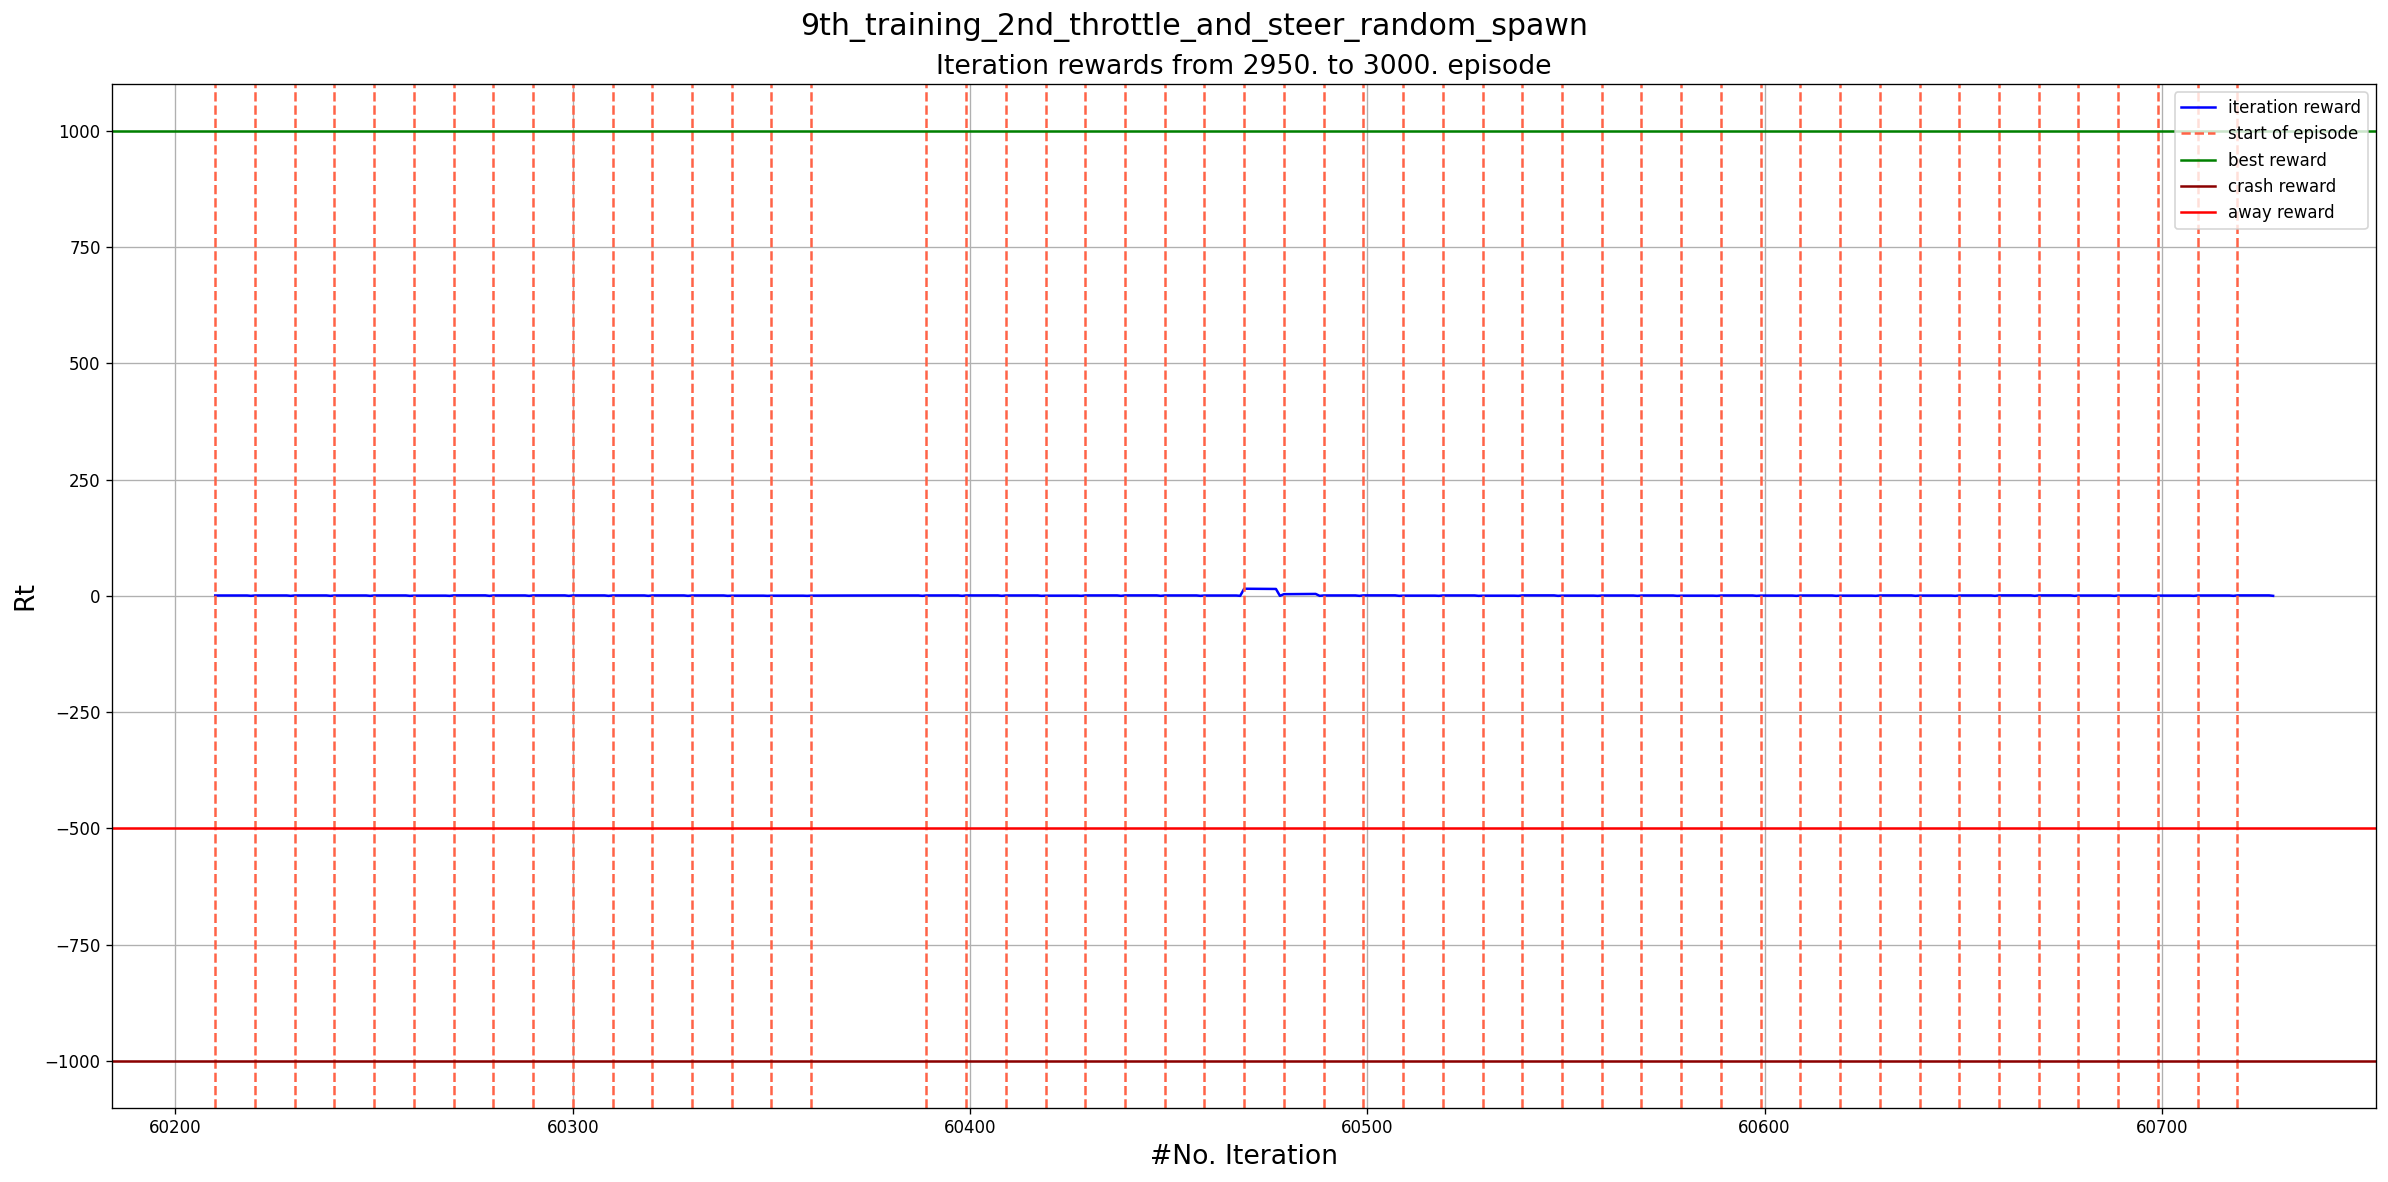 9th_training_2nd_throttle_and_steer_random_spawn
Iteration rewards from 2950. to 3000. episode
iteration reward
start of episode
best reward
crash reward
away reward
1000
750
500
250
0
−250
−500
−750
−1000
Rt
60200 60300 60400 60500 60600 60700
#No. Iteration